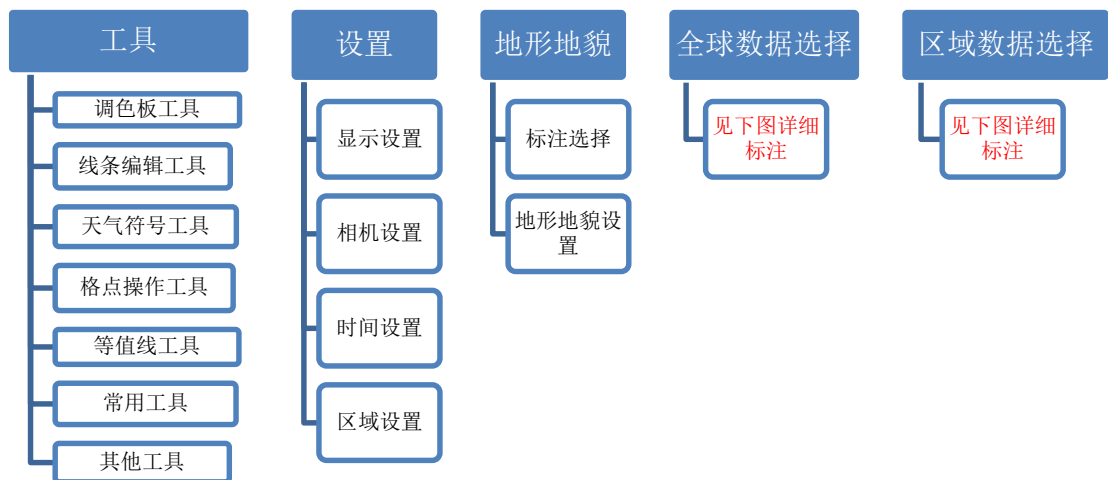 工具
调色板工具
线条编辑工具
天气符号工具
格点操作工具
等值线工具
常用工具
其他工具
设置
显示设置
相机设置
时间设置
区域设置
地形地貌
标注选择
地形地貌设
置
全球数据选择
见下图详细
标注
区域数据选择
见下图详细
标注